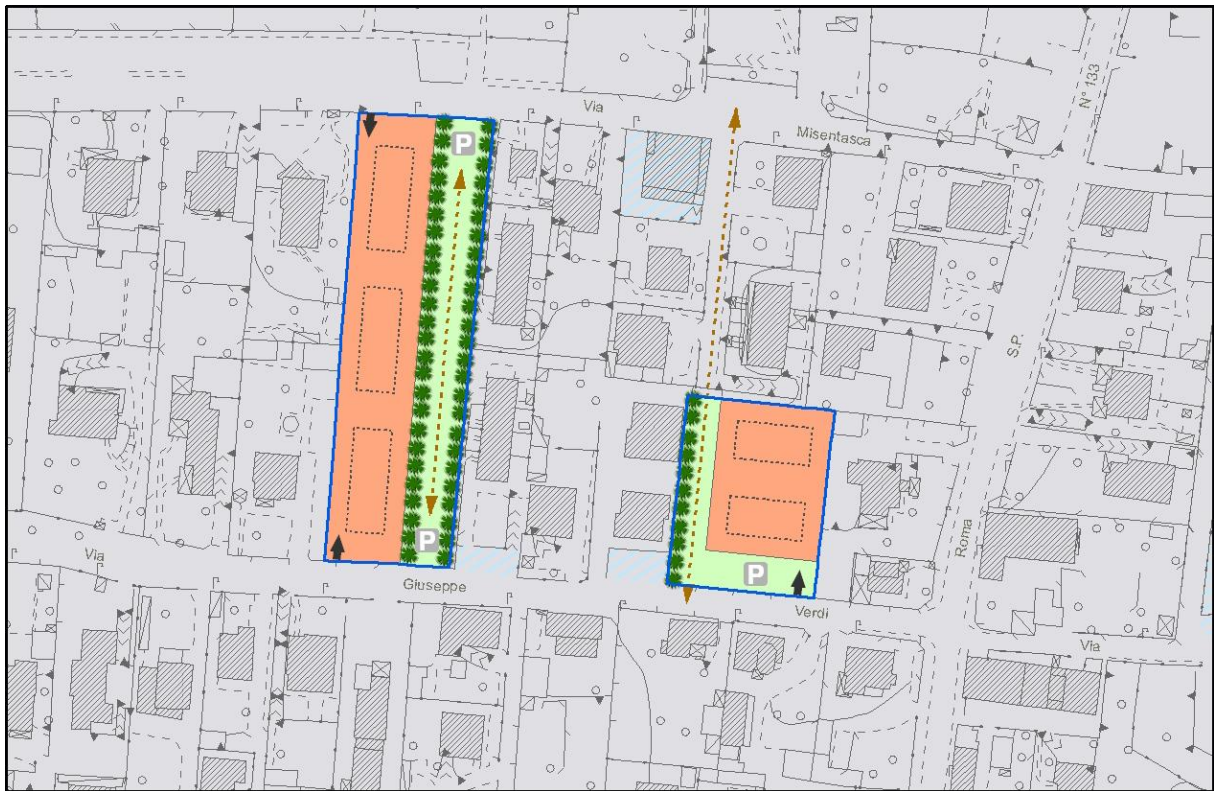 N° 133
Via
Misentasca
P
S.P.
Roma
P
P
Via
Giuseppe
Verdi
Via